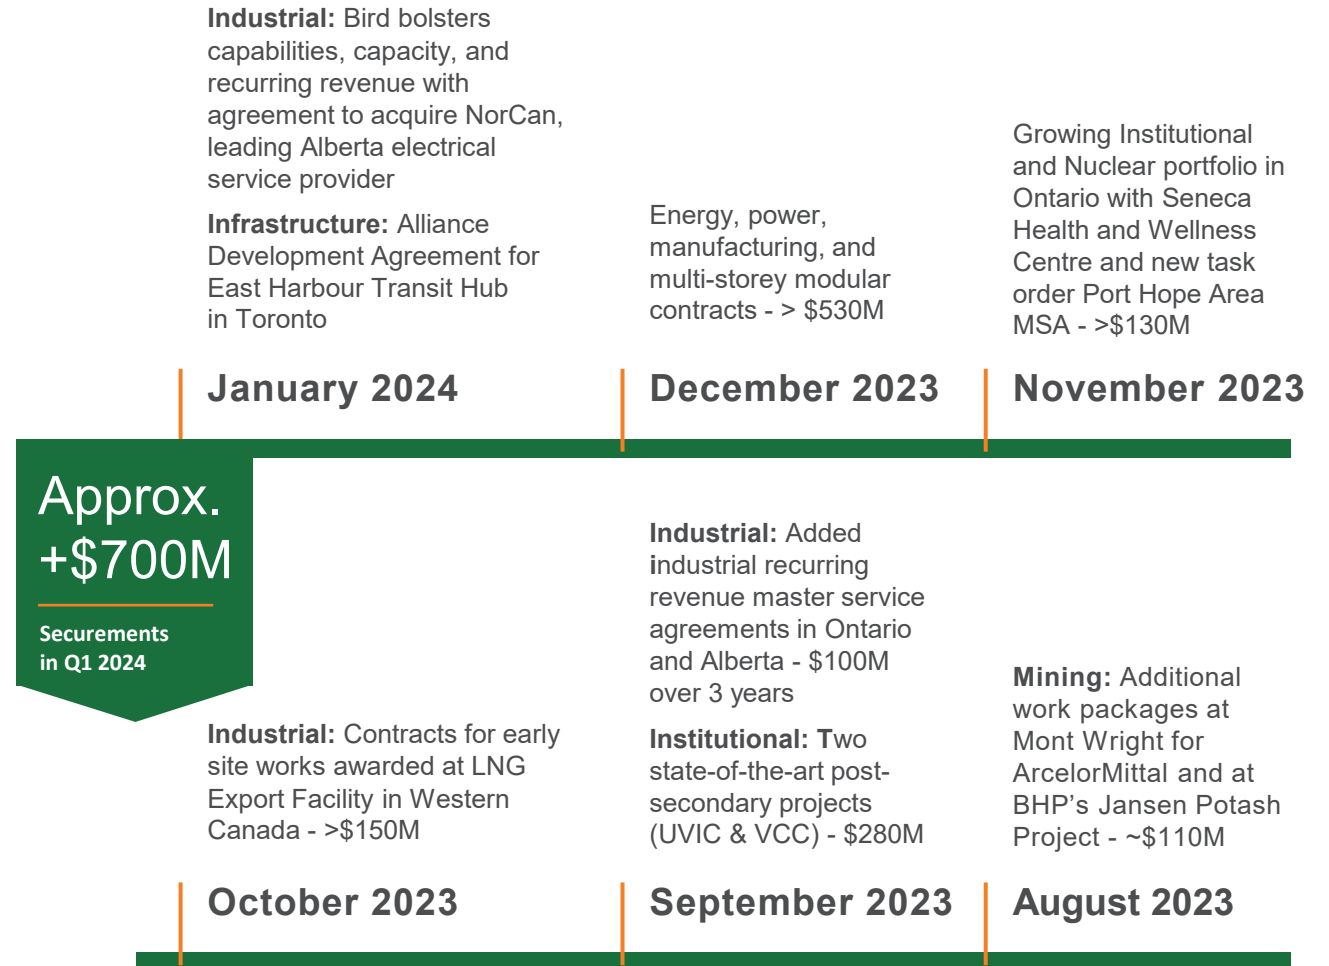 Industrial: Bird bolsters
capabilities, capacity, and
recurring revenue with
agreement to acquire NorCan,
leading Alberta electrical
service provider
Infrastructure: Alliance
Development Agreement for
East Harbour Transit Hub
in Toronto
January 2024
Energy, power,
manufacturing, and
multi-storey modular
contracts - > $530M
December 2023
Growing Institutional
and Nuclear portfolio in
Ontario with Seneca
Health and Wellness
Centre and new task
order Port Hope Area
MSA - >$130M
November 2023
Approx.
+$700M
Securements
in Q1 2024
Industrial: Contracts for early
site works awarded at LNG
Export Facility in Western
Canada - >$150M
October 2023
Industrial: Added
industrial recurring
revenue master service
agreements in Ontario
and Alberta - $100M
over 3 years
Institutional: Two
state-of-the-art post-
secondary projects
(UVIC & VCC) - $280M
September 2023
Mining: Additional
work packages at
Mont Wright for
ArcelorMittal and at
BHP’s Jansen Potash
Project - ~$110M
August 2023